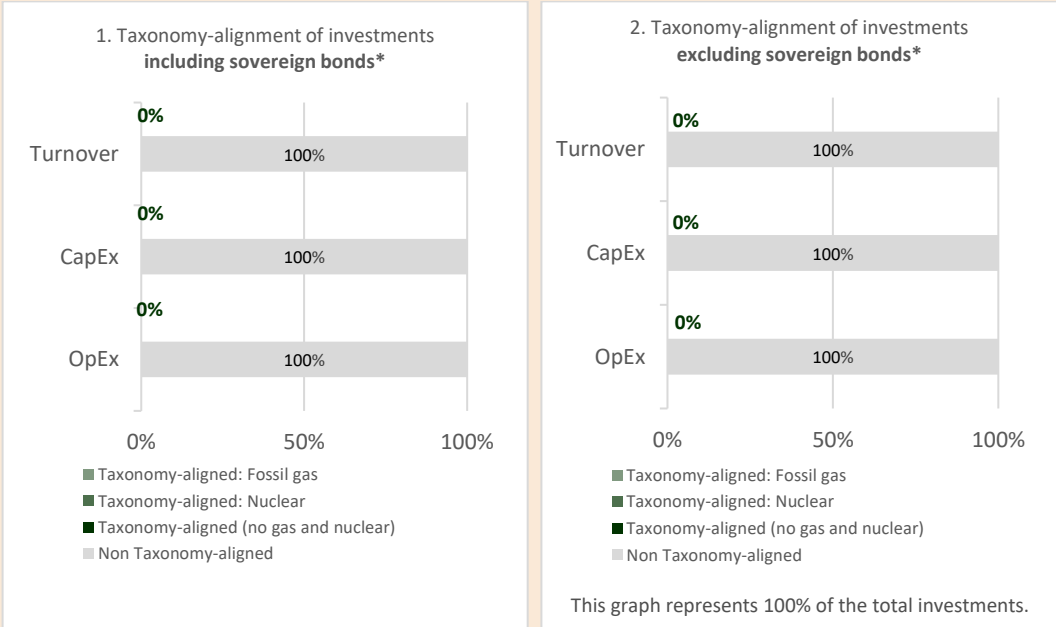 1. Taxonomy-alignment of investments
including sovereign bonds*
0%
Turnover
100%
0%
CapEx
100%
0%
OpEx
100%
0%
50%
100%
Taxonomy-aligned: Fossil gas
Taxonomy-aligned: Nuclear
Taxonomy-aligned (no gas and nuclear)
Non Taxonomy-aligned
2. Taxonomy-alignment of investments
excluding sovereign bonds*
0%
Turnover
100%
0%
CapEx
100%
0%
OpEx
100%
0%
50%
100%
Taxonomy-aligned: Fossil gas
Taxonomy-aligned: Nuclear
Taxonomy-aligned (no gas and nuclear)
Non Taxonomy-aligned
This graph represents 100% of the total investments.